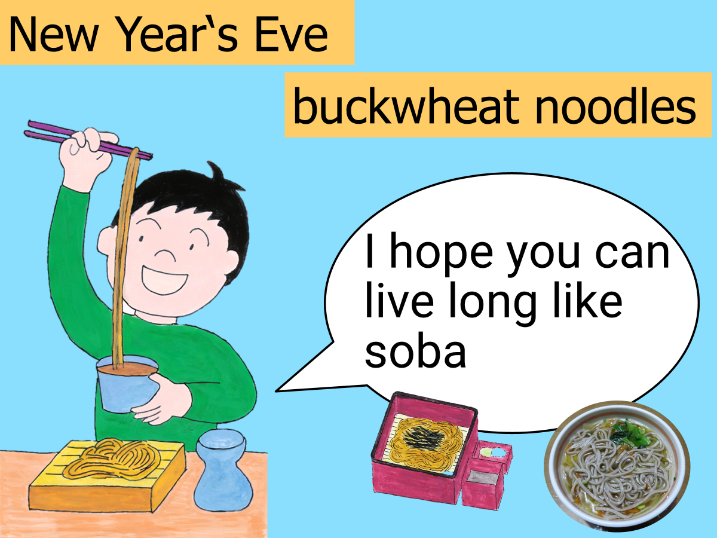 New Year‘s Eve
buckwheat noodles
I hope you can
live long like
soba